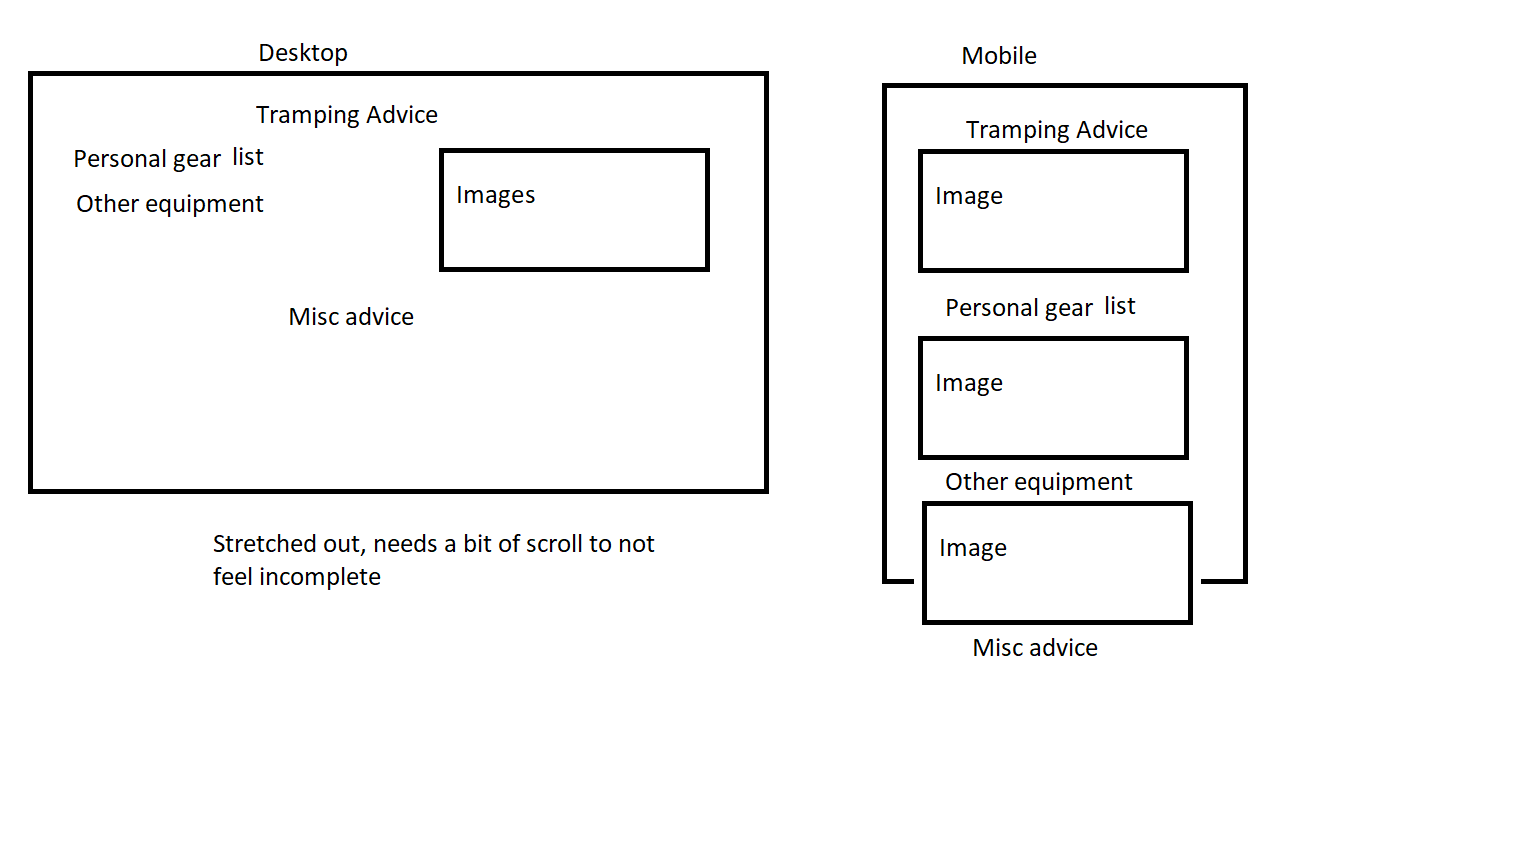 Desktop
Tramping Advice
Personal gear list
Other equipment
Images
Misc advice
Stretched out, needs a bit of scroll to not
feel incomplete
Mobile
Tramping Advice
Image
Personal gear list
Image
Other equipment
Image
Misc advice